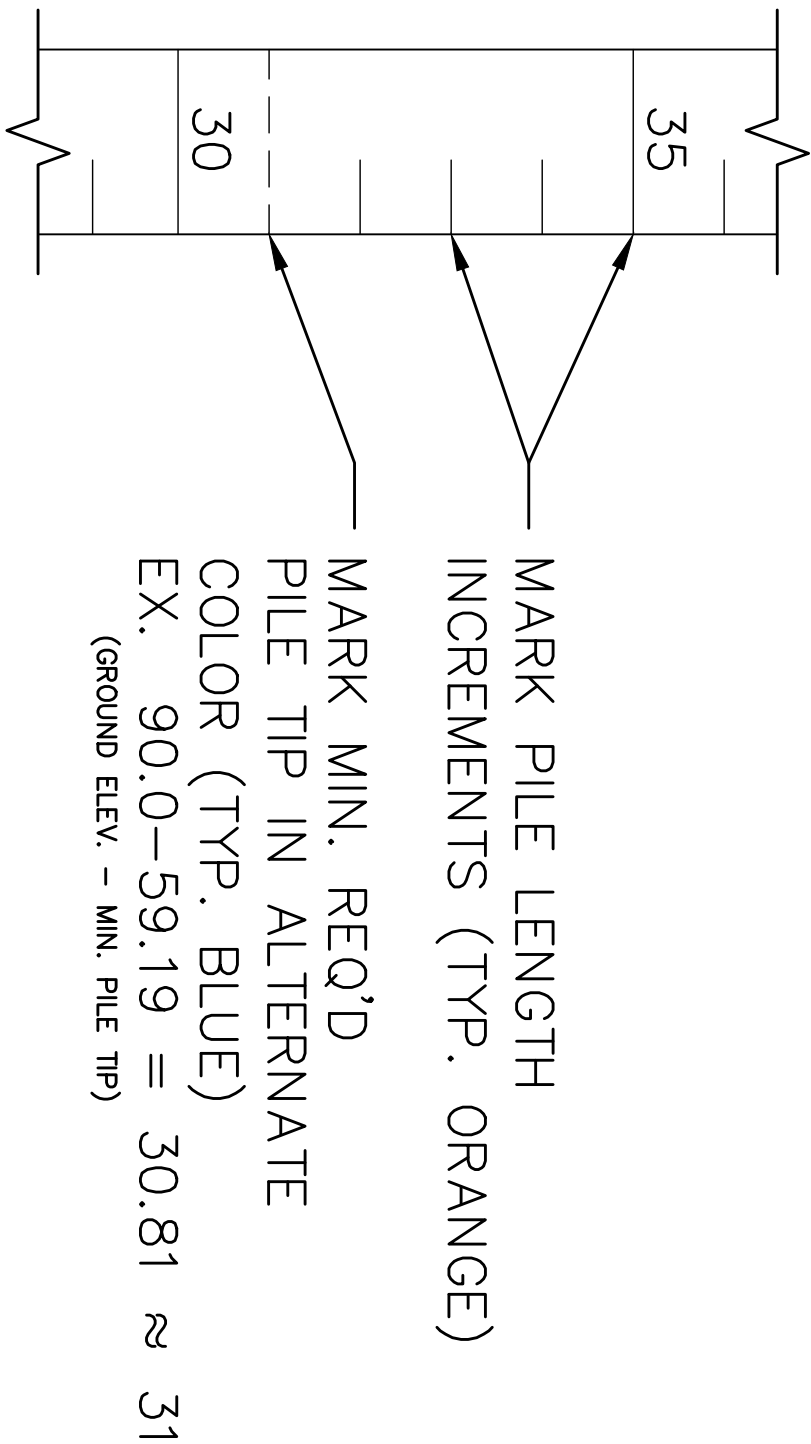 35
30
MARK PILE LENGTH
INCREMENTS (TYP. ORANGE)
MARK MIN. REQ'D
PILE TIP IN ALTERNATE
COLOR (TYP. BLUE)
EX. 90.0-59.19 = 30.81 ≈ 31
(GROUND ELEV. - MIN. PILE TIP)